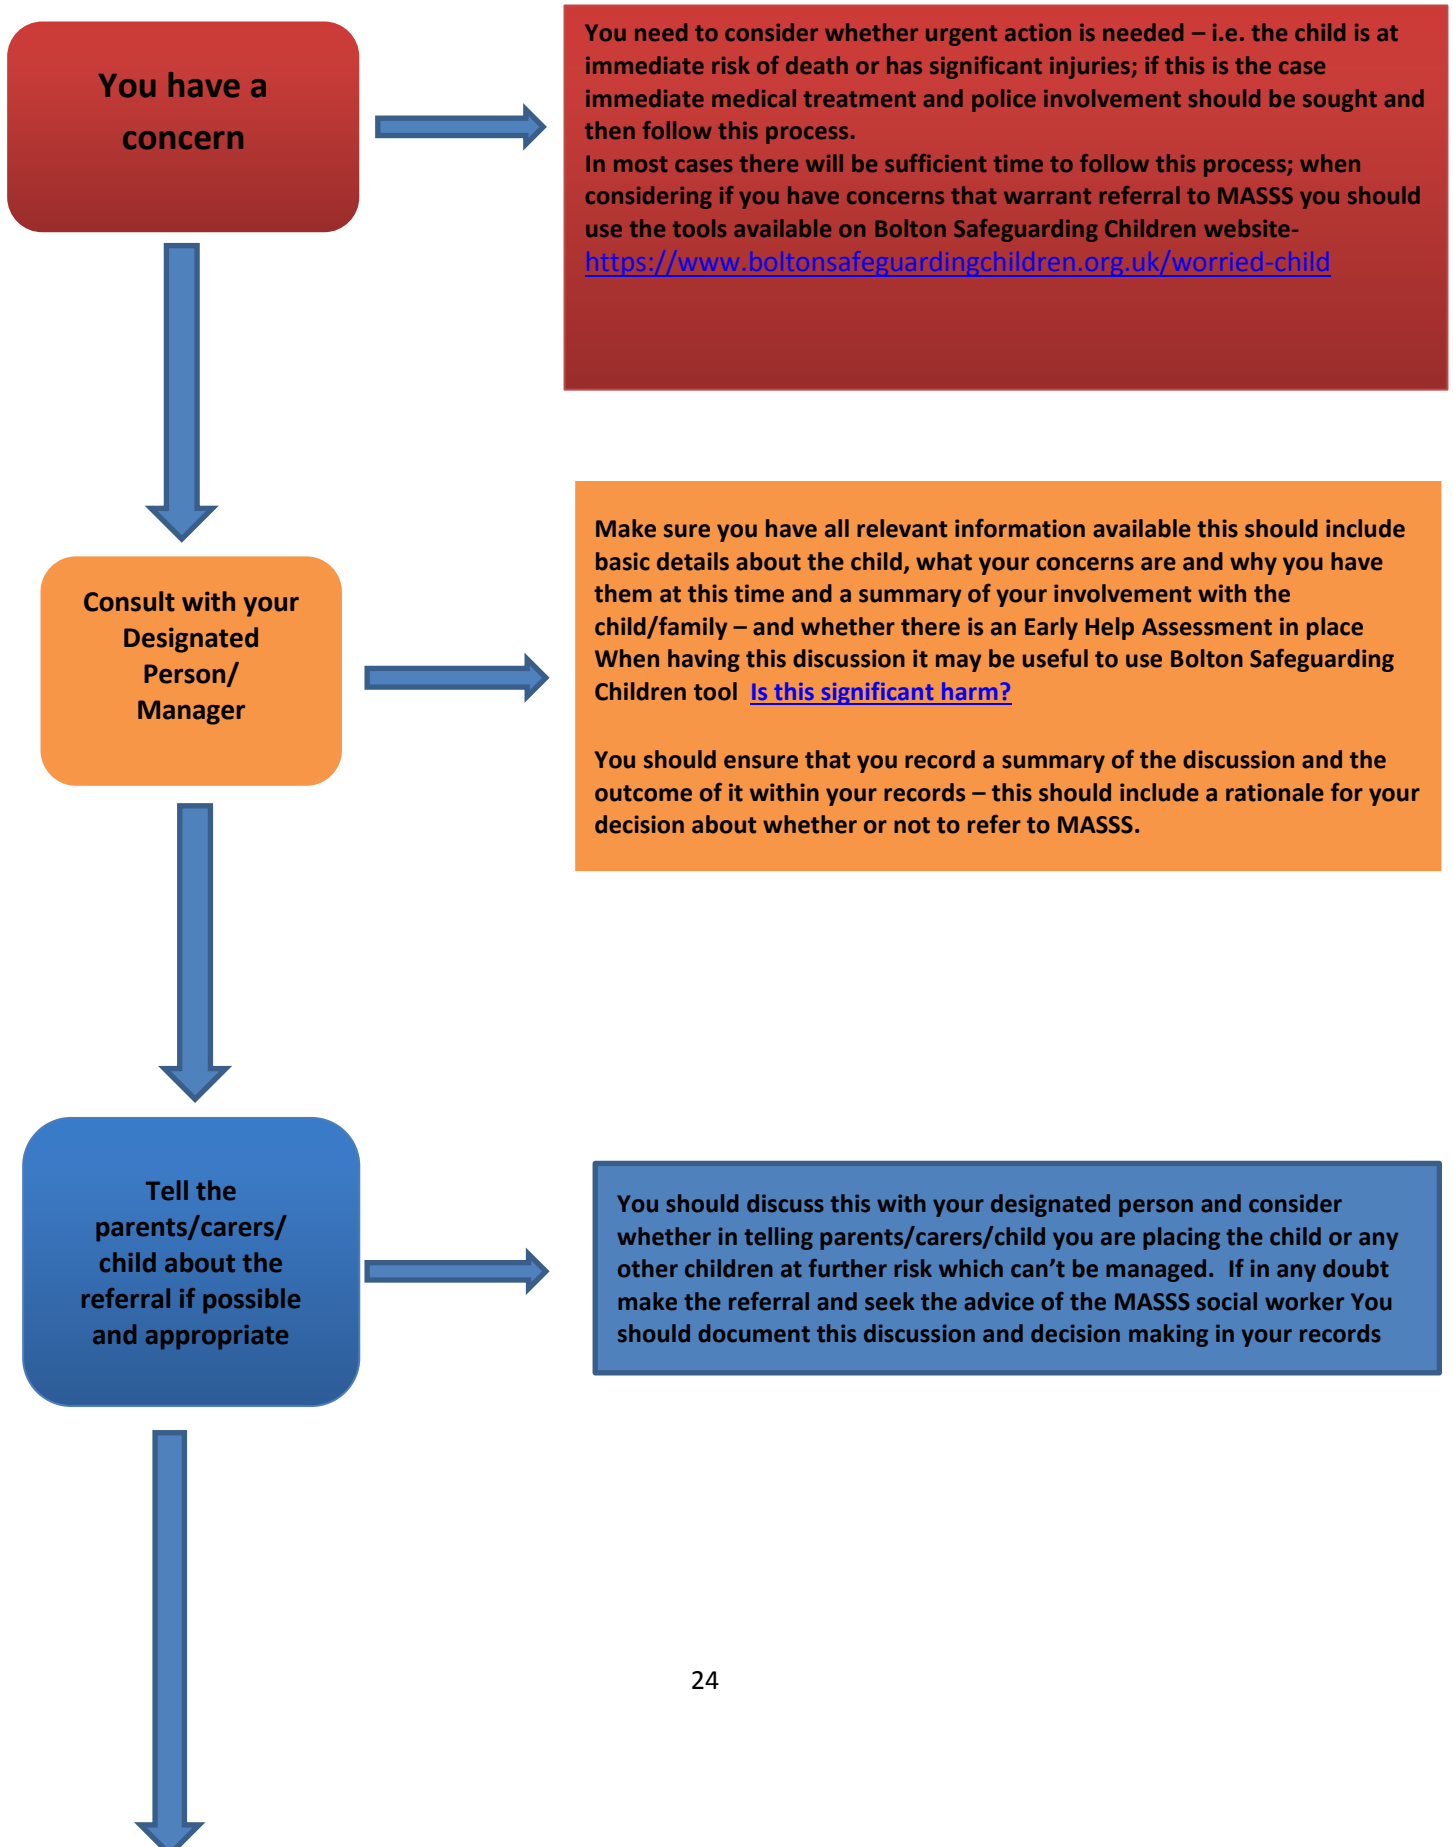 You have a
concern
You need to consider whether urgent action is needed – i.e. the child is at
immediate risk of death or has significant injuries; if this is the case
immediate medical treatment and police involvement should be sought and
then follow this process.
In most cases there will be sufficient time to follow this process; when
considering if you have concerns that warrant referral to MASSS you should
use the tools available on Bolton Safeguarding Children website-
https://www.boltonsafeguardingchildren.org.uk/worried-child
Consult with your
Designated
Person/
Manager
Make sure you have all relevant information available this should include
basic details about the child, what your concerns are and why you have
them at this time and a summary of your involvement with the
child/family – and whether there is an Early Help Assessment in place
When having this discussion it may be useful to use Bolton Safeguarding
Children tool  Is this significant harm?
You should ensure that you record a summary of the discussion and the
outcome of it within your records – this should include a rationale for your
decision about whether or not to refer to MASSS.
Tell the
parents/carers/
child about the
referral if possible
and appropriate
You should discuss this with your designated person and consider
whether in telling parents/carers/child you are placing the child or any
other children at further risk which can’t be managed.  If in any doubt
make the referral and seek the advice of the MASSS social worker You
should document this discussion and decision making in your records
24